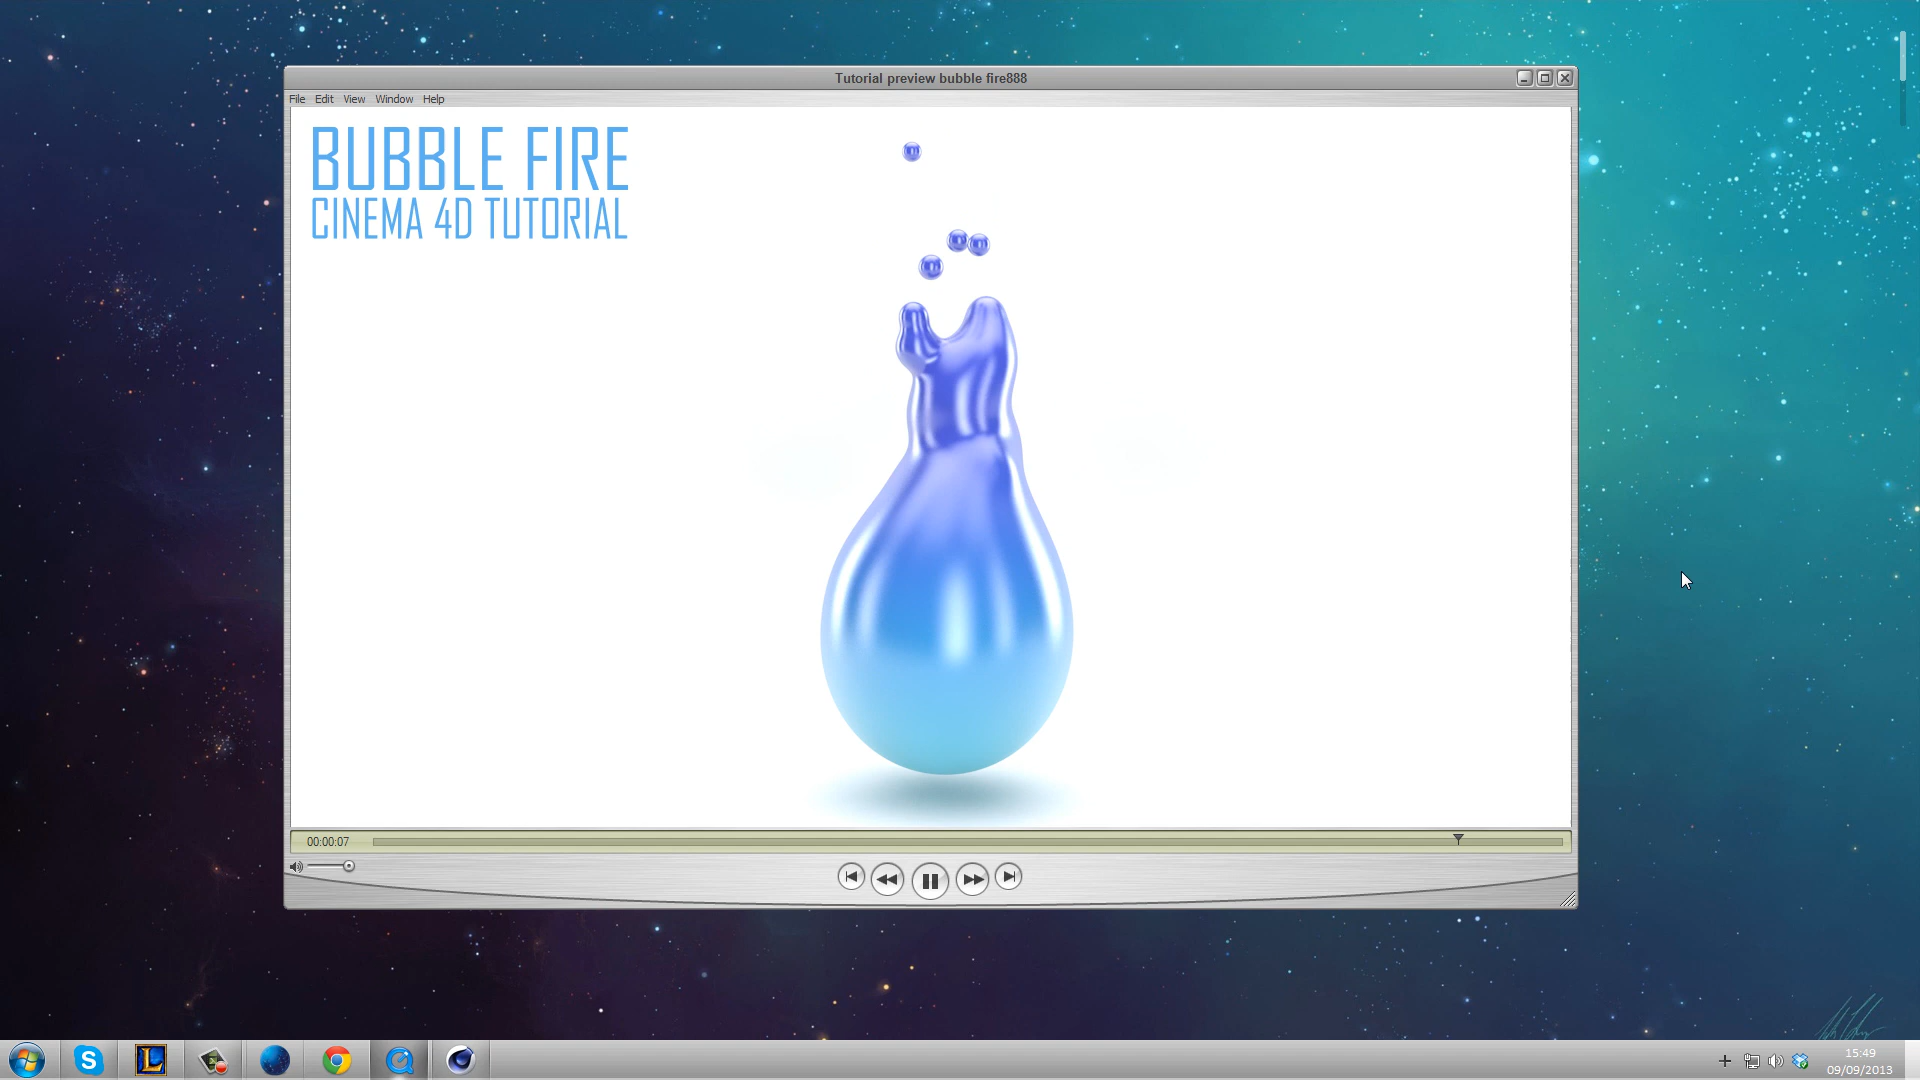 Tutorial preview bubble fire888
File Edit View Window Help
BUBBLE FIRE
CINEMA 4D TUTORIAL
00:00:07
S
L
15:49
09/09/2013